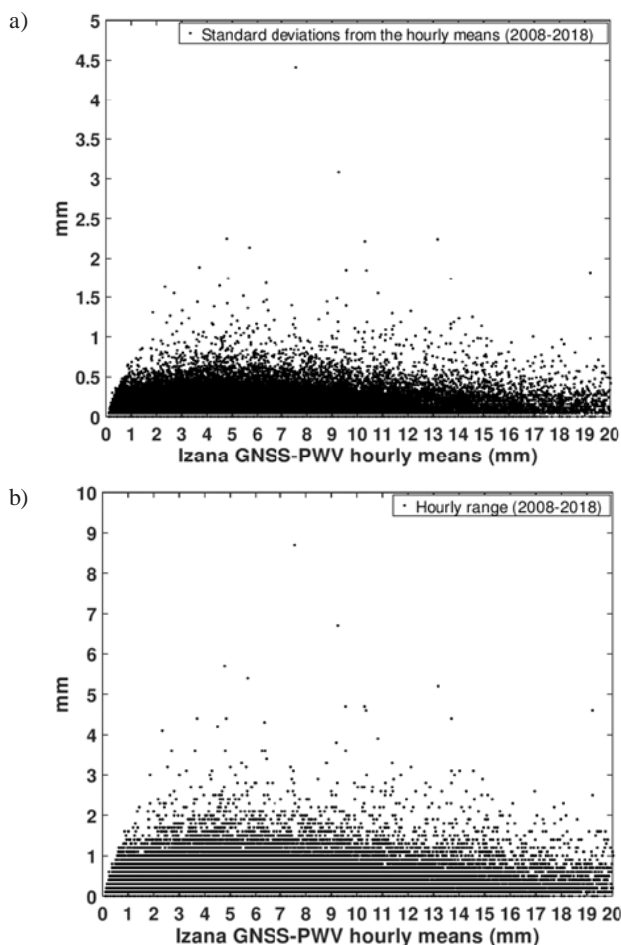 a)
5
Standard deviations from the hourly means (2008-2018)
4.5
4
3.5
3
mm
2.5
2
1.5
1
0.5
0
0 1 2 3 4 5 6 7 8 9 10 11 12 13 14 15 16 17 18 19 20
Izana GNSS-PWV hourly means (mm)
b)
10
Hourly range (2008-2018)
9
8
7
6
mm
5
4
3
2
1
0
0 1 2 3 4 5 6 7 8 9 10 11 12 13 14 15 16 17 18 19 20
Izana GNSS-PWV hourly means (mm)